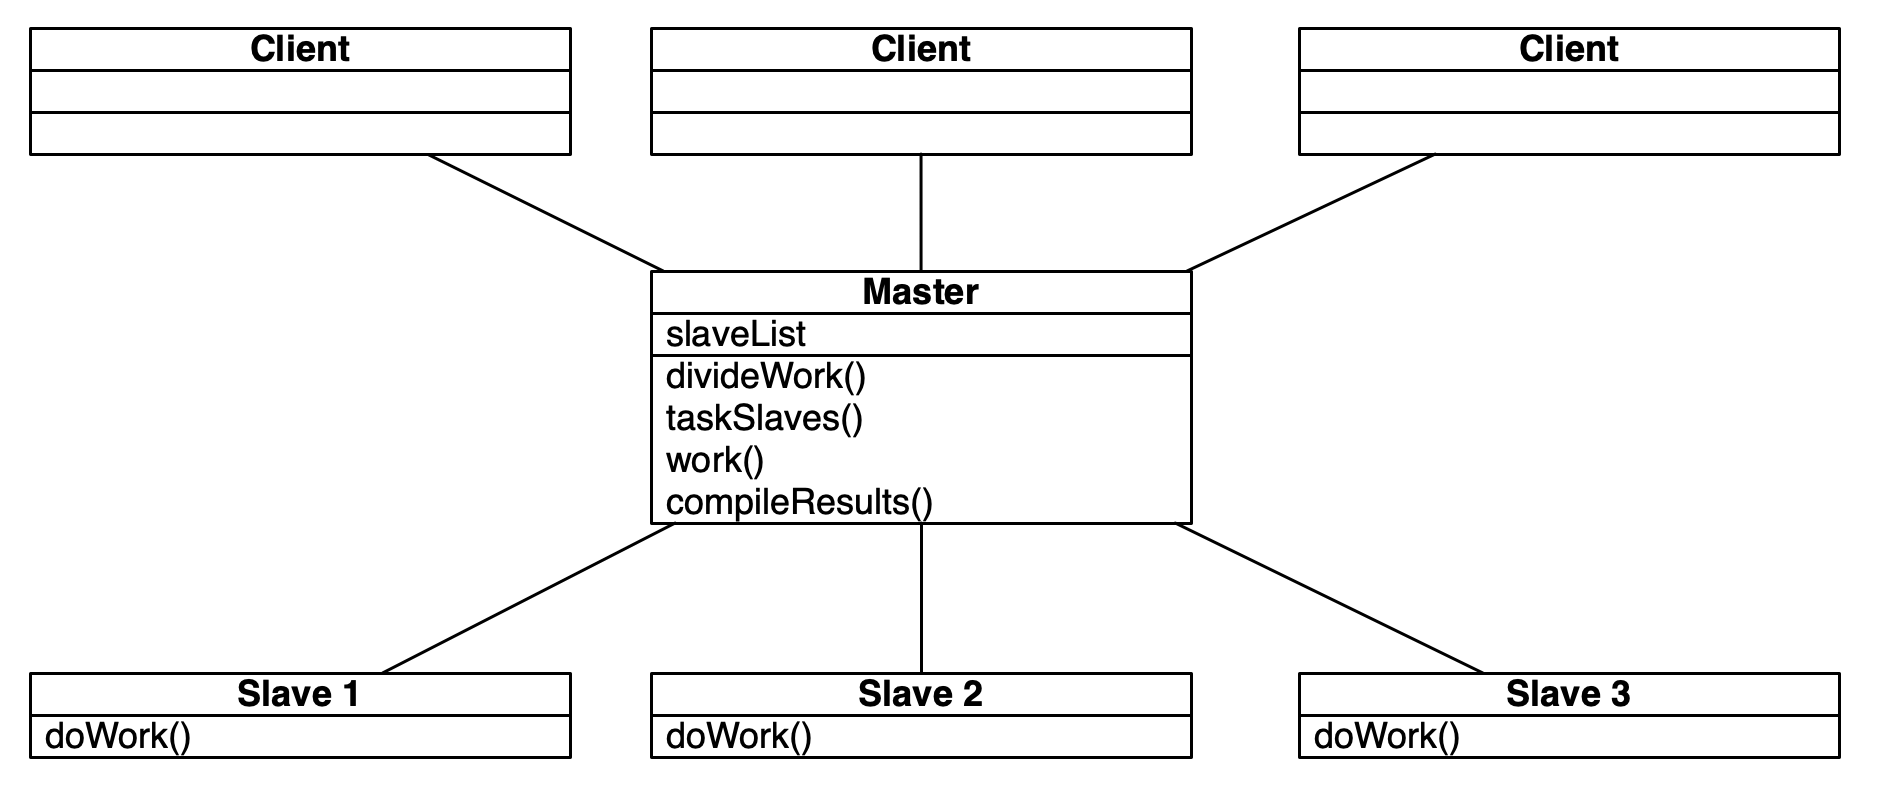 Client
Client
Client
Master
slaveList
divideWork()
taskSlaves()
work()
compileResults()
Slave 1
doWork()
Slave 2
doWork()
Slave 3
doWork()